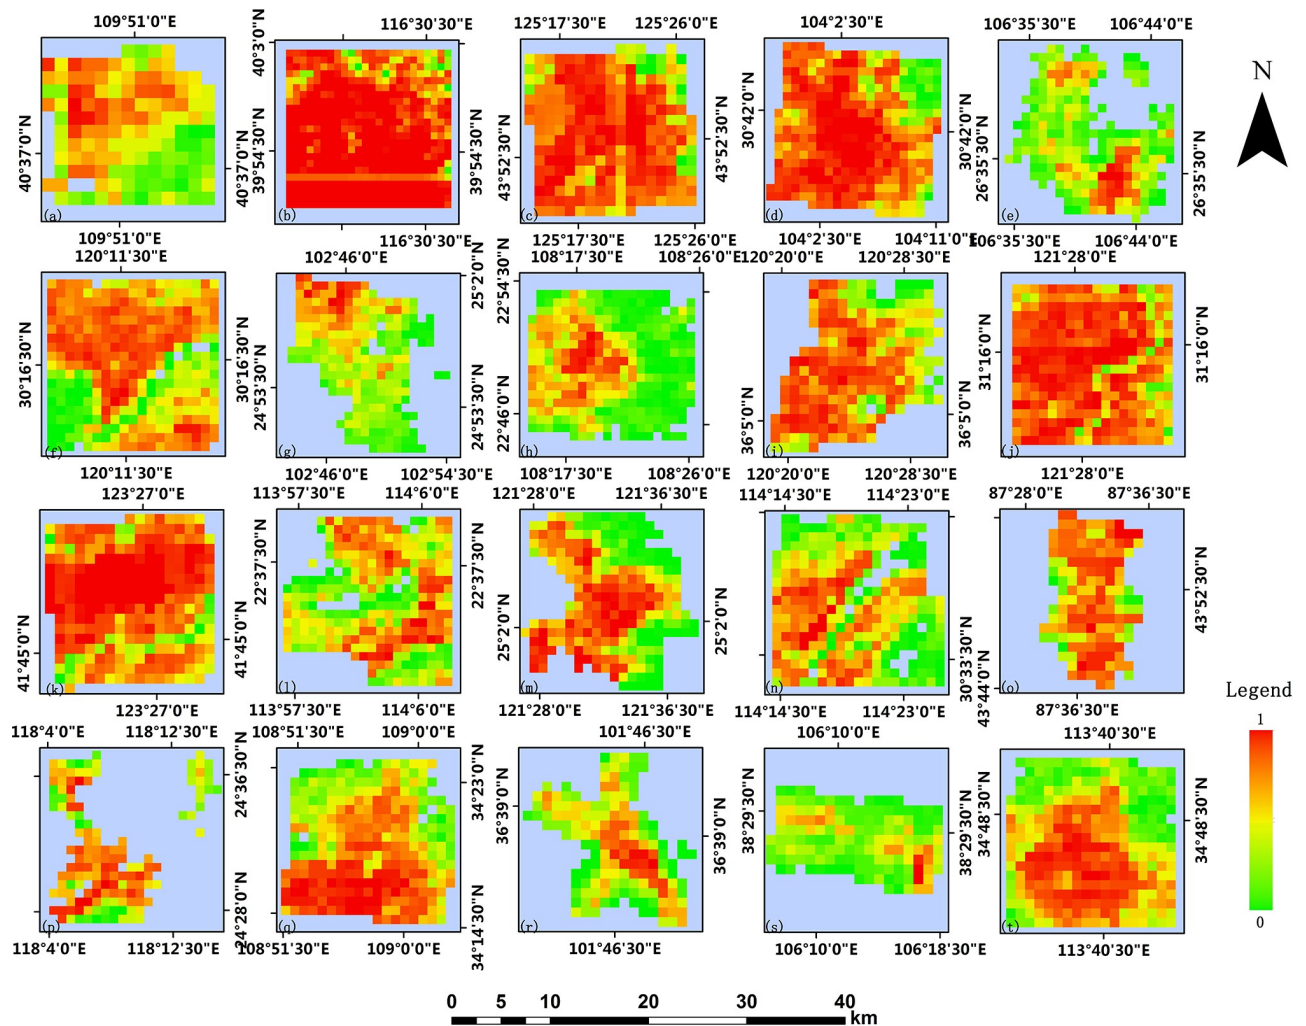 109°51'0"E
116°30'30"E
125°17'30"E 125°26'0"E
104°2'30"E
106°35'30"E 106°44'0"E
N
40°37'0"N
(a)
40°37'0"N
40°3'0"N
39°54'30"N
(b)
39°54'30"N
43°52'30"N
(c)
43°52'30"N
30°42'0"N
(d)
30°42'0"N
26°35'30"N
(e)
26°35'30"N
109°51'0"E
116°30'30"E
125°17'30"E 125°26'0"E
104°2'30"E 104°11'0"E
106°35'30"E 106°44'0"E
120°11'30"E
102°46'0"E
108°17'30"E 108°26'0"E
120°20'0"E 120°28'30"E
121°28'0"E
30°16'30"N
(f)
30°16'30"N
24°53'30"N
(g)
25°2'0"N
24°53'30"N
22°54'30"N
22°46'0"N
(h)
36°5'0"N
(i)
36°5'0"N
31°16'0"N
(j)
31°16'0"N
120°11'30"E
102°46'0"E 102°54'30"E
108°17'30"E 108°26'0"E
120°20'0"E 120°28'30"E
121°28'0"E
123°27'0"E
113°57'30"E 114°6'0"E
121°28'0"E 121°36'30"E
114°14'30"E 114°23'0"E
87°28'0"E 87°36'30"E
41°45'0"N
(k)
41°45'0"N
22°37'30"N
(l)
22°37'30"N
25°2'0"N
(m)
25°2'0"N
(n)
30°33'30"N
43°44'0"N
(o)
43°52'30"N
123°27'0"E
113°57'30"E 114°6'0"E
121°28'0"E 121°36'30"E
114°14'30"E 114°23'0"E
87°36'30"E
Legend
1
0
118°4'0"E 118°12'30"E
108°51'30"E 109°0'0"E
101°46'30"E
106°10'0"E
113°40'30"E
(p)
24°36'30"N
24°28'0"N
(q)
34°23'0"N
34°14'30"N
36°39'0"N
(r)
36°39'0"N
38°29'30"N
(s)
38°29'30"N
34°48'30"N
(t)
34°48'30"N
118°4'0"E 118°12'30"E
108°51'30"E 109°0'0"E
101°46'30"E
106°10'0"E 106°18'30"E
113°40'30"E
0 5 10 20 30 40
km